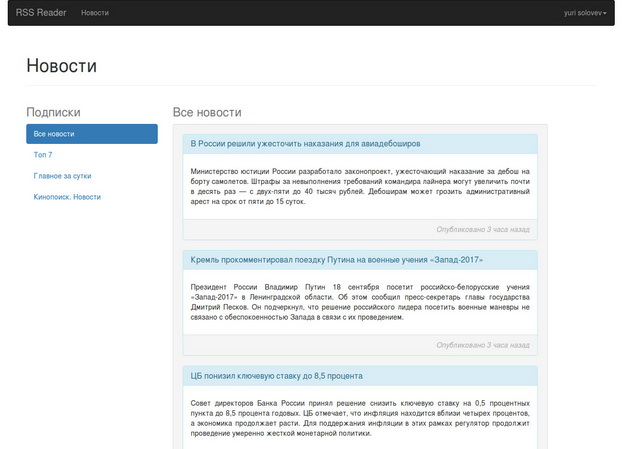 RSS Reader Новости yuri solovev
Новости
Подписки
Все новости
Топ 7
Главное за сутки
Кинопоиск. Новости
Все новости
В России решили ужесточить наказания для авиадебоширов
Министерство юстиции России разработало законопроект, ужесточающий наказание за дебош на
борту самолетов. Штрафы за невыполнения требований командира лайнера могут увеличить почти
в десять раз — с двух-пяти до 40 тысяч рублей. Дебоширам может грозить административный
арест на срок от пяти до 15 суток.
Опубликовано 3 часа назад
Кремль прокомментировал поездку Путина на военные учения «Запад-2017»
Президент России Владимир Путин 18 сентября посетит российско-белорусские учения
«Запад-2017» в Ленинградской области. Об этом сообщил пресс-секретарь главы государства
Дмитрий Песков. Он подчеркнул, что решение российского лидера посетить военные маневры не
связано с обеспокоенностью Запада в связи с их проведением.
Опубликовано 3 часа назад
ЦБ понизил ключевую ставку до 8,5 процента
Совет директоров Банка России принял решение снизить ключевую ставку на 0,5 процентных
пункта до 8,5 процента годовых. ЦБ отмечает, что инфляция находится вблизи четырех процентов,
а экономика продолжает расти. Для поддержания инфляции в этих рамках регулятор продолжит
проведение умеренно жесткой монетарной политики.